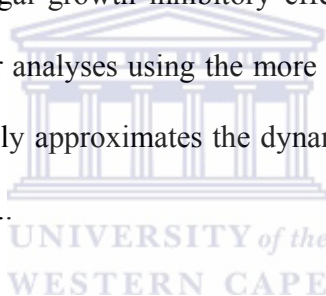 gal growth inhibitory effe
r analyses using the more
ly approximates the dynam
..
UNIVERSITY of the
WESTERN CAPE